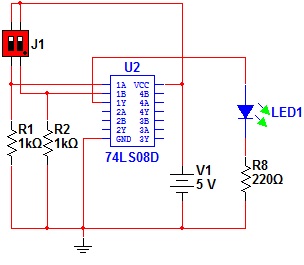 J1
U2
1A VCC
1B 4B
1Y 4A
2A 4Y
2B 3B
2Y 3A
GND 3Y
74LS08D
LED1
R1
1kΩ
R2
1kΩ
V1
5 V
R8
220Ω